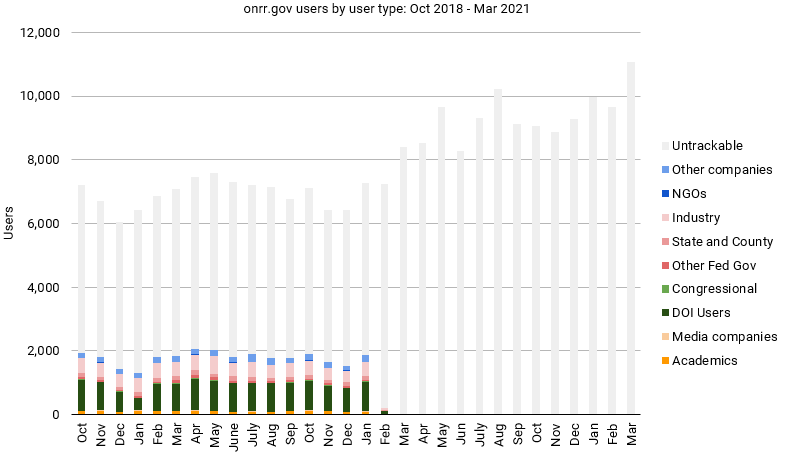 onrr.gov users by user type: Oct 2018 - Mar 2021
12,000
10,000
8,000
6,000
4,000
2,000
0
Users
Oct Nov Dec Jan Feb Mar Apr May June July Aug Sep Oct Nov Dec Jan Feb Mar Apr May Jun Jul Aug Sep Oct Nov Dec Jan Feb Mar
Untrackable
Other companies
NGOs
Industry
State and County
Other Fed Gov
Congressional
DOI Users
Media companies
Academics